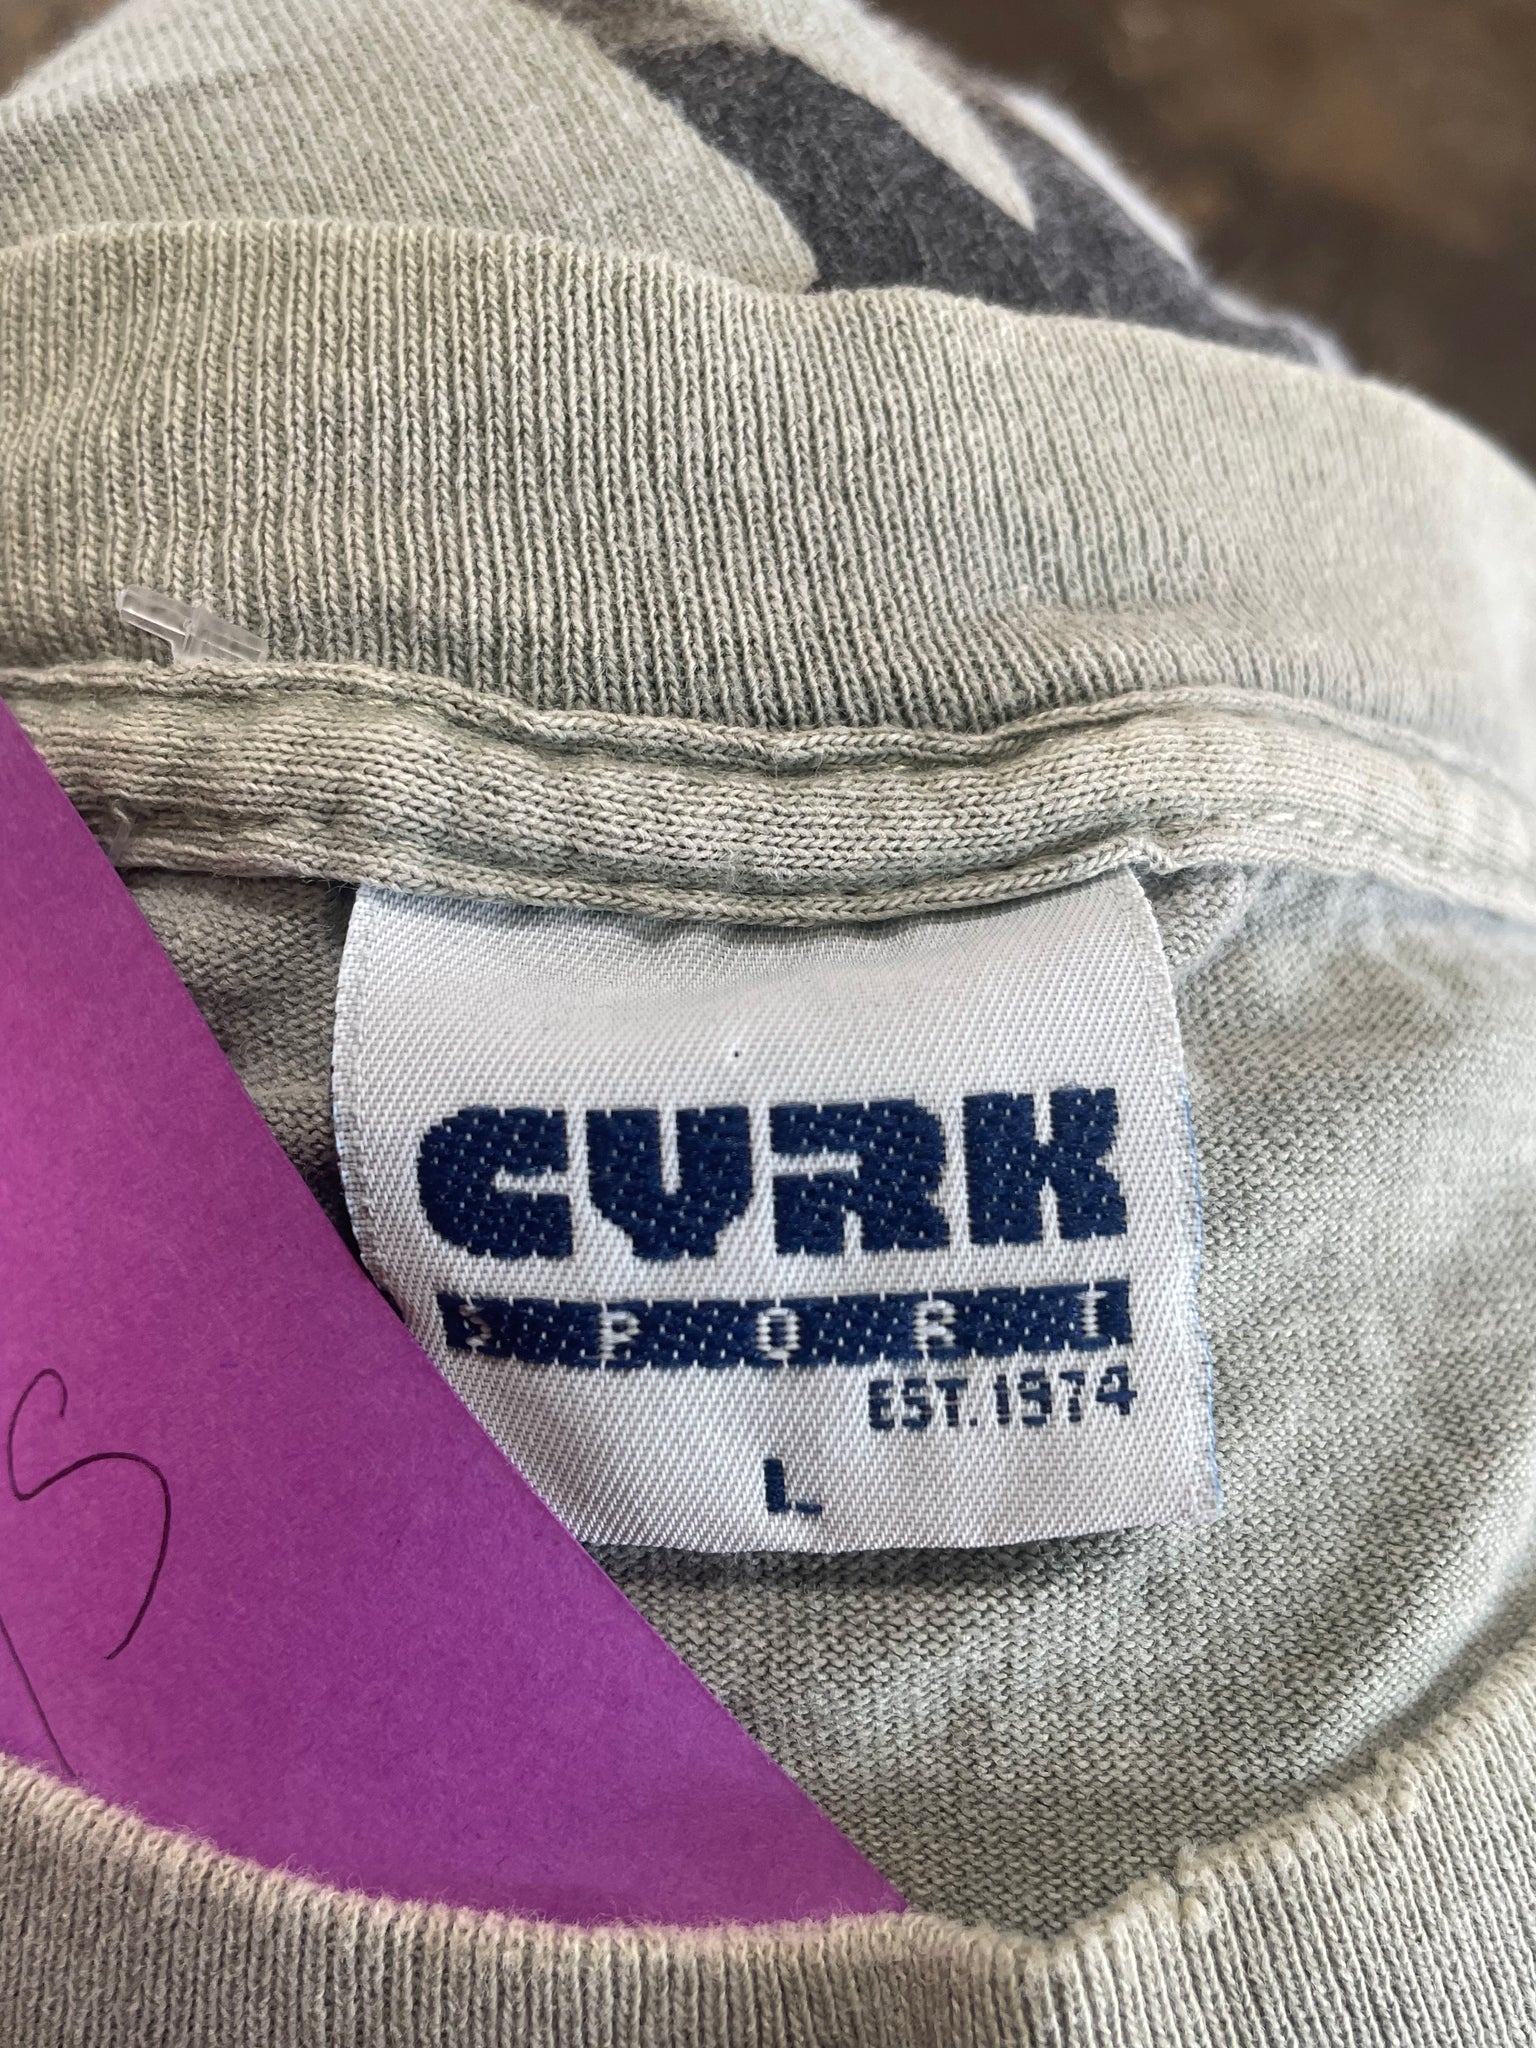 CVRK
SPORT
EST.1974
L